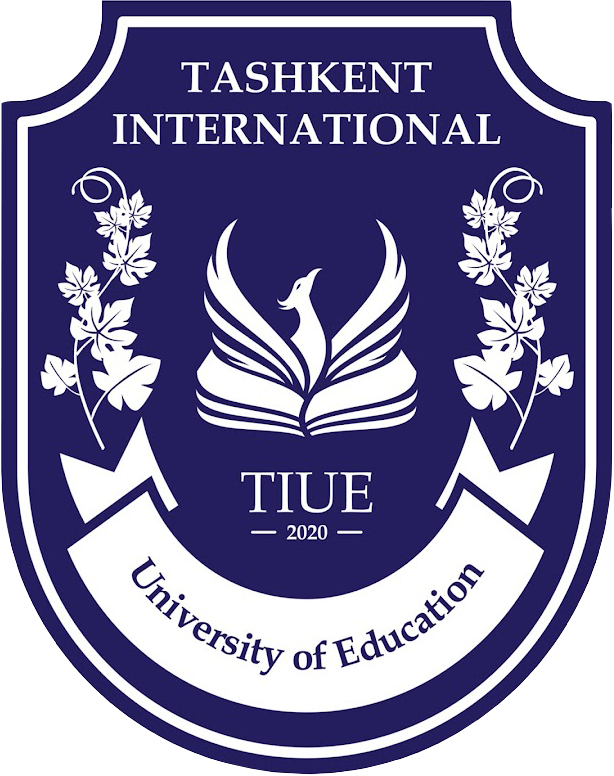 TASHKENT
INTERNATIONAL
TIUE
— 2020 —
University of Education